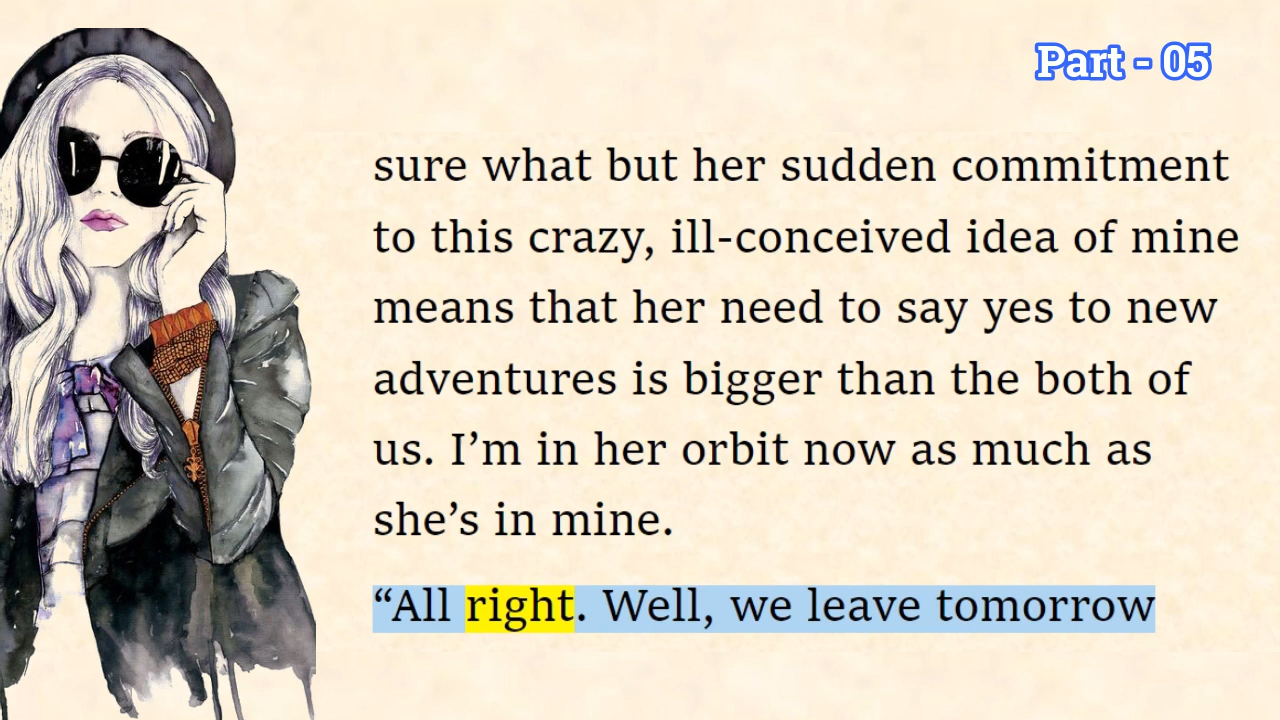 Part - 05
sure what but her sudden commitment
to this crazy, ill-conceived idea of mine
means that her need to say yes to new
adventures is bigger than the both of
us. I’m in her orbit now as much as
she’s in mine.
“All right. Well, we leave tomorrow